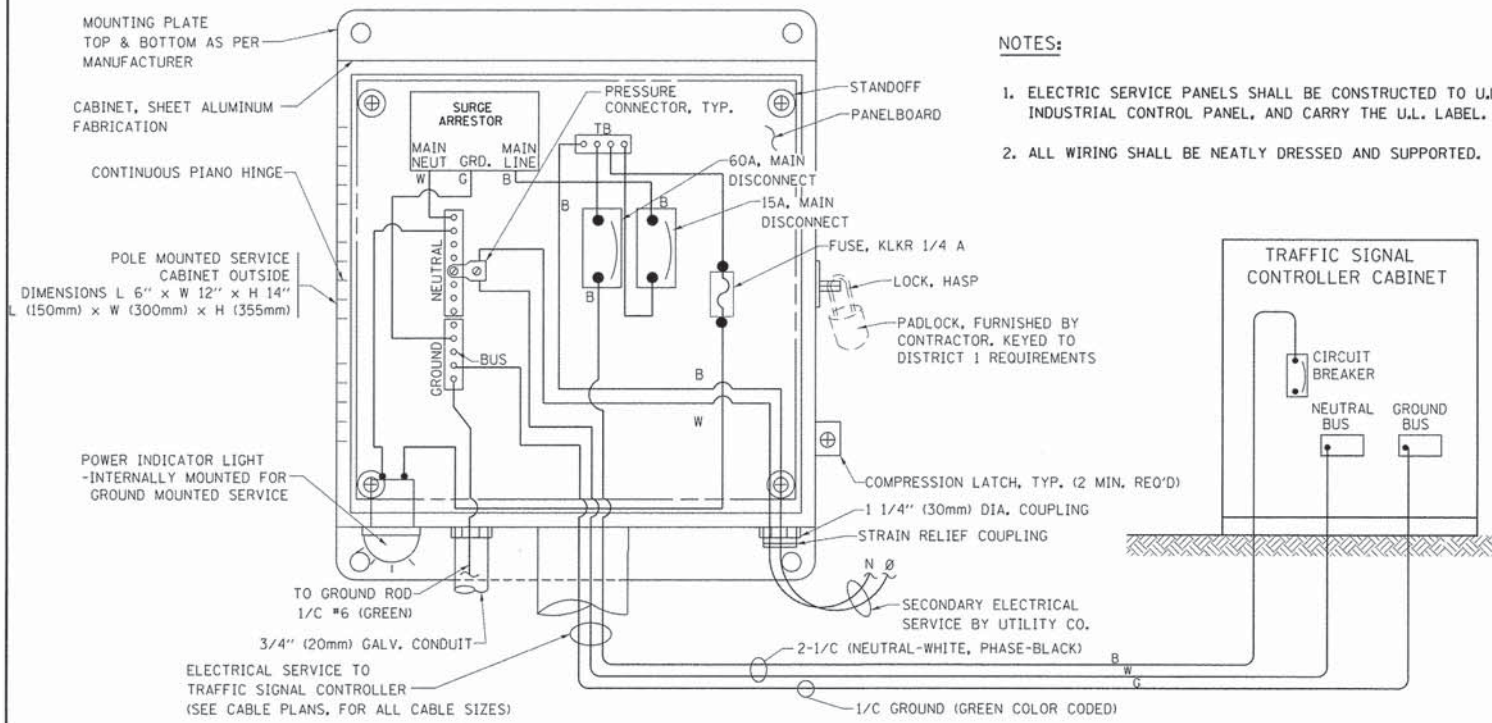 MOUNTING PLATE
TOP & BOTTOM AS PER
MANUFACTURER
CABINET, SHEET ALUMINUM
FABRICATION
CONTINUOUS PIANO HINGE
POLE MOUNTED SERVICE
CABINET OUTSIDE
DIMENSIONS L 6" x W 12" x H 14"
L (150mm) x W (300mm) x H (355mm)
POWER INDICATOR LIGHT
-INTERNALLY MOUNTED FOR
GROUND MOUNTED SERVICE
SURGE
ARRESTOR
MAIN
NEUT
GRD.
MAIN
LINE
W
G
B
PRESSURE
CONNECTOR, TYP.
TB
STANDOFF
PANELBOARD
60A, MAIN
DISCONNECT
15A, MAIN
DISCONNECT
B
B
B
NEUTRAL
GROUND
BUS
FUSE, KLKR 1/4 A
LOCK, HASP
PADLOCK, FURNISHED BY
CONTRACTOR, KEYED TO
DISTRICT 1 REQUIREMENTS
B
W
COMPRESSION LATCH, TYP. (2 MIN. REQ'D)
1 1/4" (30mm) DIA. COUPLING
STRAIN RELIEF COUPLING
N Ø
SECONDARY ELECTRICAL
SERVICE BY UTILITY CO.
TO GROUND ROD
1/C #6 (GREEN)
3/4" (20mm) GALV. CONDUIT
ELECTRICAL SERVICE TO
TRAFFIC SIGNAL CONTROLLER
(SEE CABLE PLANS, FOR ALL CABLE SIZES)
2-1/C (NEUTRAL-WHITE, PHASE-BLACK)
1/C GROUND (GREEN COLOR CODED)
B
W
G
NOTES:
1. ELECTRIC SERVICE PANELS SHALL BE CONSTRUCTED TO U.
INDUSTRIAL CONTROL PANEL, AND CARRY THE U.L. LABEL.
2. ALL WIRING SHALL BE NEATLY DRESSED AND SUPPORTED.
TRAFFIC SIGNAL
CONTROLLER CABINET
CIRCUIT
BREAKER
NEUTRAL
BUS
GROUND
BUS